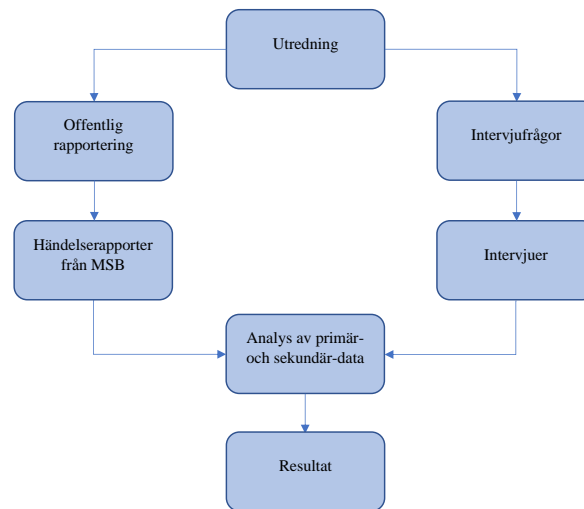 Utredning
Offentlig
rapportering
Intervjufrågor
Händelserapporter
från MSB
Intervjuer
Analys av primär-
och sekundär-data
Resultat